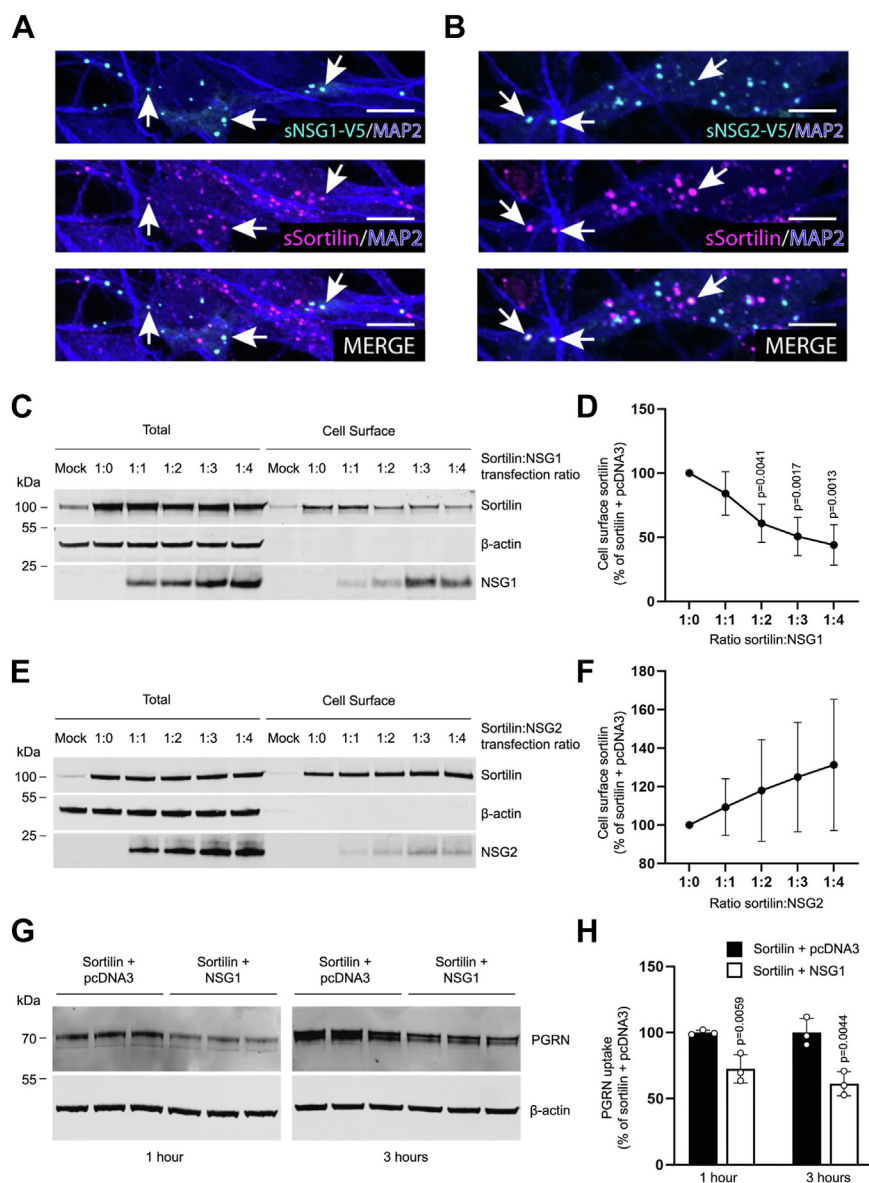 A
B
sNSG1-V5/MAP2
sNSG2-V5/MAP2
sSortilin/MAP2
sSortilin/MAP2
MERGE
MERGE
C
Total
Cell Surface
Mock 1:0 1:1 1:2 1:3 1:4 Mock 1:0 1:1 1:2 1:3 1:4
Sortilin:NSG1
transfection ratio
kDa
100
Sortilin
55
β-actin
25
NSG1
D
Cell surface sortilin
(% of sortilin + pcDNA3)
150
100
50
0
p=0.0041
p=0.0017
p=0.0013
1:0 1:1 1:2 1:3 1:4
Ratio sortilin:NSG1
E
Total
Cell Surface
Mock 1:0 1:1 1:2 1:3 1:4 Mock 1:0 1:1 1:2 1:3 1:4
Sortilin:NSG2
transfection ratio
kDa
100
Sortilin
55
β-actin
25
NSG2
F
Cell surface sortilin
(% of sortilin + pcDNA3)
180
160
140
120
100
80
1:0 1:1 1:2 1:3 1:4
Ratio sortilin:NSG2
G
Sortilin +
pcDNA3
Sortilin +
NSG1
Sortilin +
pcDNA3
Sortilin +
NSG1
kDa
70
PGRN
55
β-actin
1 hour
3 hours
H
Sortilin + pcDNA3
Sortilin + NSG1
PGRN uptake
(% of sortilin + pcDNA3)
150
100
50
0
p=0.0059
p=0.0044
1 hour
3 hours